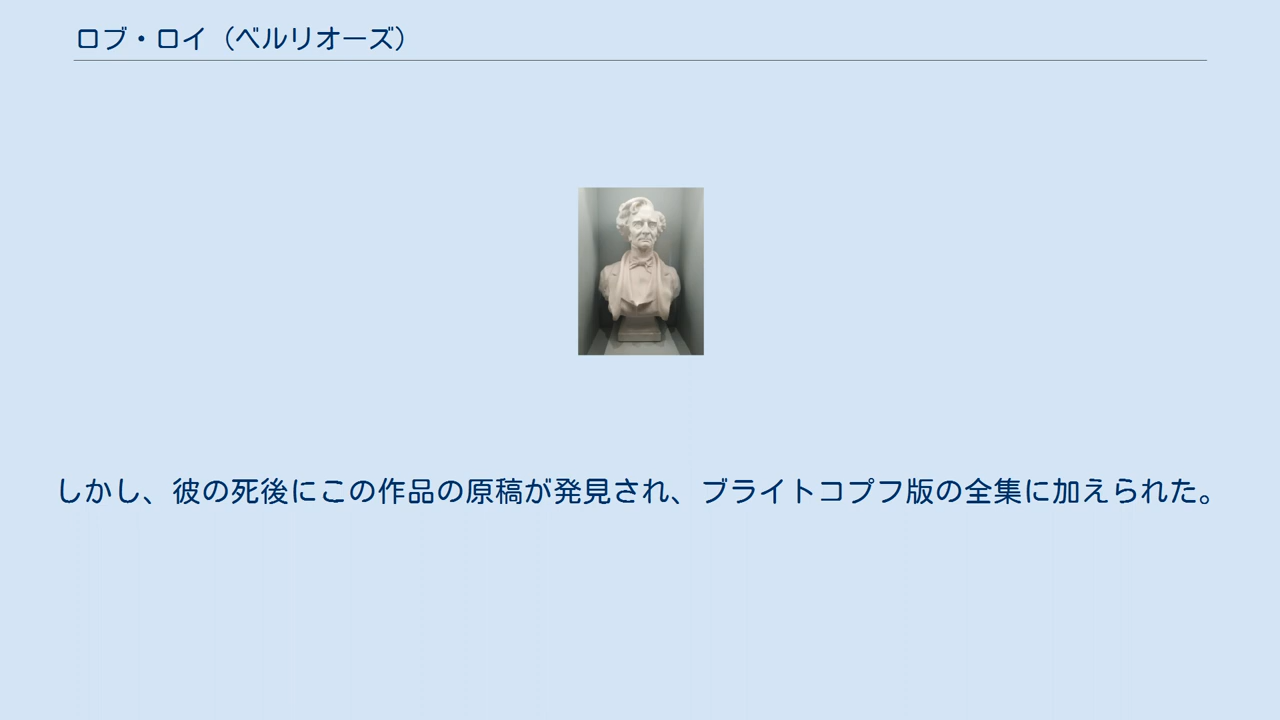 ロブ・ロイ（ベルリオーズ）
しかし、彼の死後にこの作品の原稿が発見され、ブライトコプフ版の全集に加えられた。